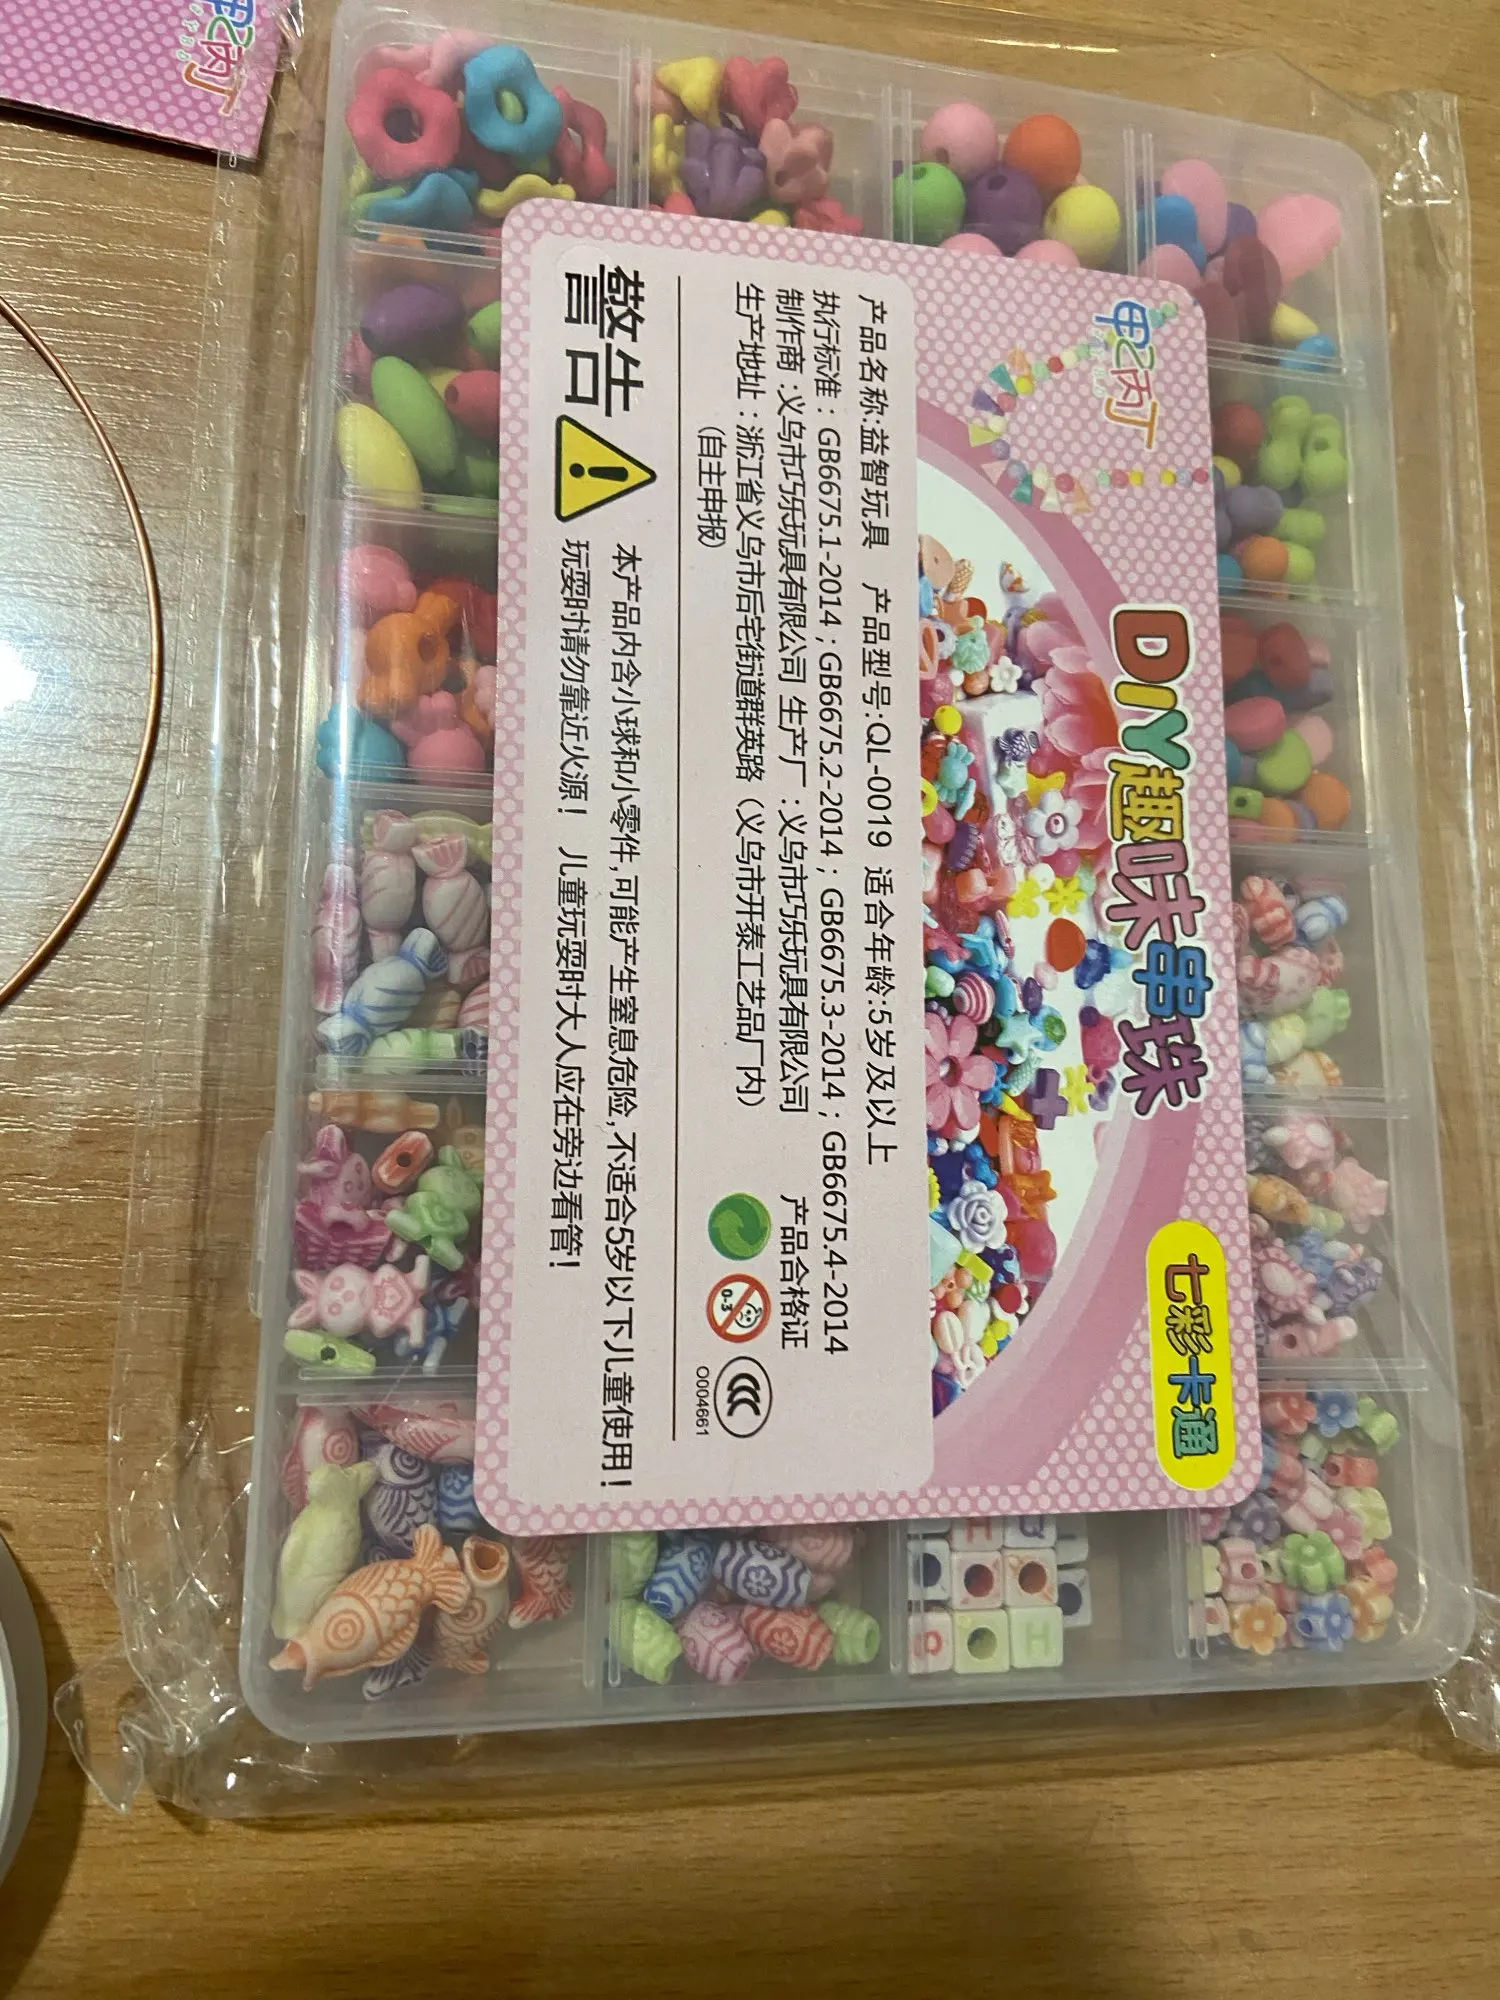 甲乙丙丁
DIY趣味串珠
七彩卡通
产品名称:益智玩具 产品型号:QL-0019 适合年龄:5岁及以上
执行标准：GB6675.1-2014；GB6675.2-2014；GB6675.3-2014；GB6675.4-2014
制作商：义乌市巧乐玩具有限公司 生产厂：义乌市巧乐玩具有限公司
生产地址：浙江省义乌市后宅街道群英路（义乌市开泰工艺品厂内）
（自主申报）
产品合格证
0-3
CCC
O004661
警告
!
本产品内含小球和小零件,可能产生窒息危险,不适合5岁以下儿童使用！
玩耍时请勿靠近火源！ 儿童玩耍时大人应在旁边看管！
H